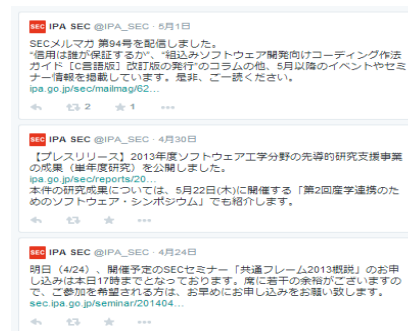 SEC IPA SEC @IPA_SEC · 5月1日
SECメルマガ 第94号を配信しました。
"信用は誰が保証するか"、"組込みソフトウェア開発向けコーディング作法
ガイド［C言語版］改訂版の発行"のコラムの他、5月以降のイベントやセミ
ナー情報を掲載しています。是非、ご一読ください。
ipa.go.jp/sec/mailmag/62...
2 1
SEC IPA SEC @IPA_SEC · 4月30日
【プレスリリース】2013年度ソフトウェア工学分野の先導的研究支援事業
の成果（単年度研究）を公開しました。
ipa.go.jp/sec/reports/20...
本件の研究成果については、5月22日(木)に開催する「第2回産学連携のた
めのソフトウェア・シンポジウム」でも紹介します。
SEC IPA SEC @IPA_SEC · 4月24日
明日（4/24）、開催予定のSECセミナー「共通フレーム2013概説」のお申
し込みは本日17時までとなっております。席に若干の余裕がございますの
で、ご参加を希望される方は、お早めにお申し込みをお願い致します。
sec.ipa.go.jp/seminar/201404...